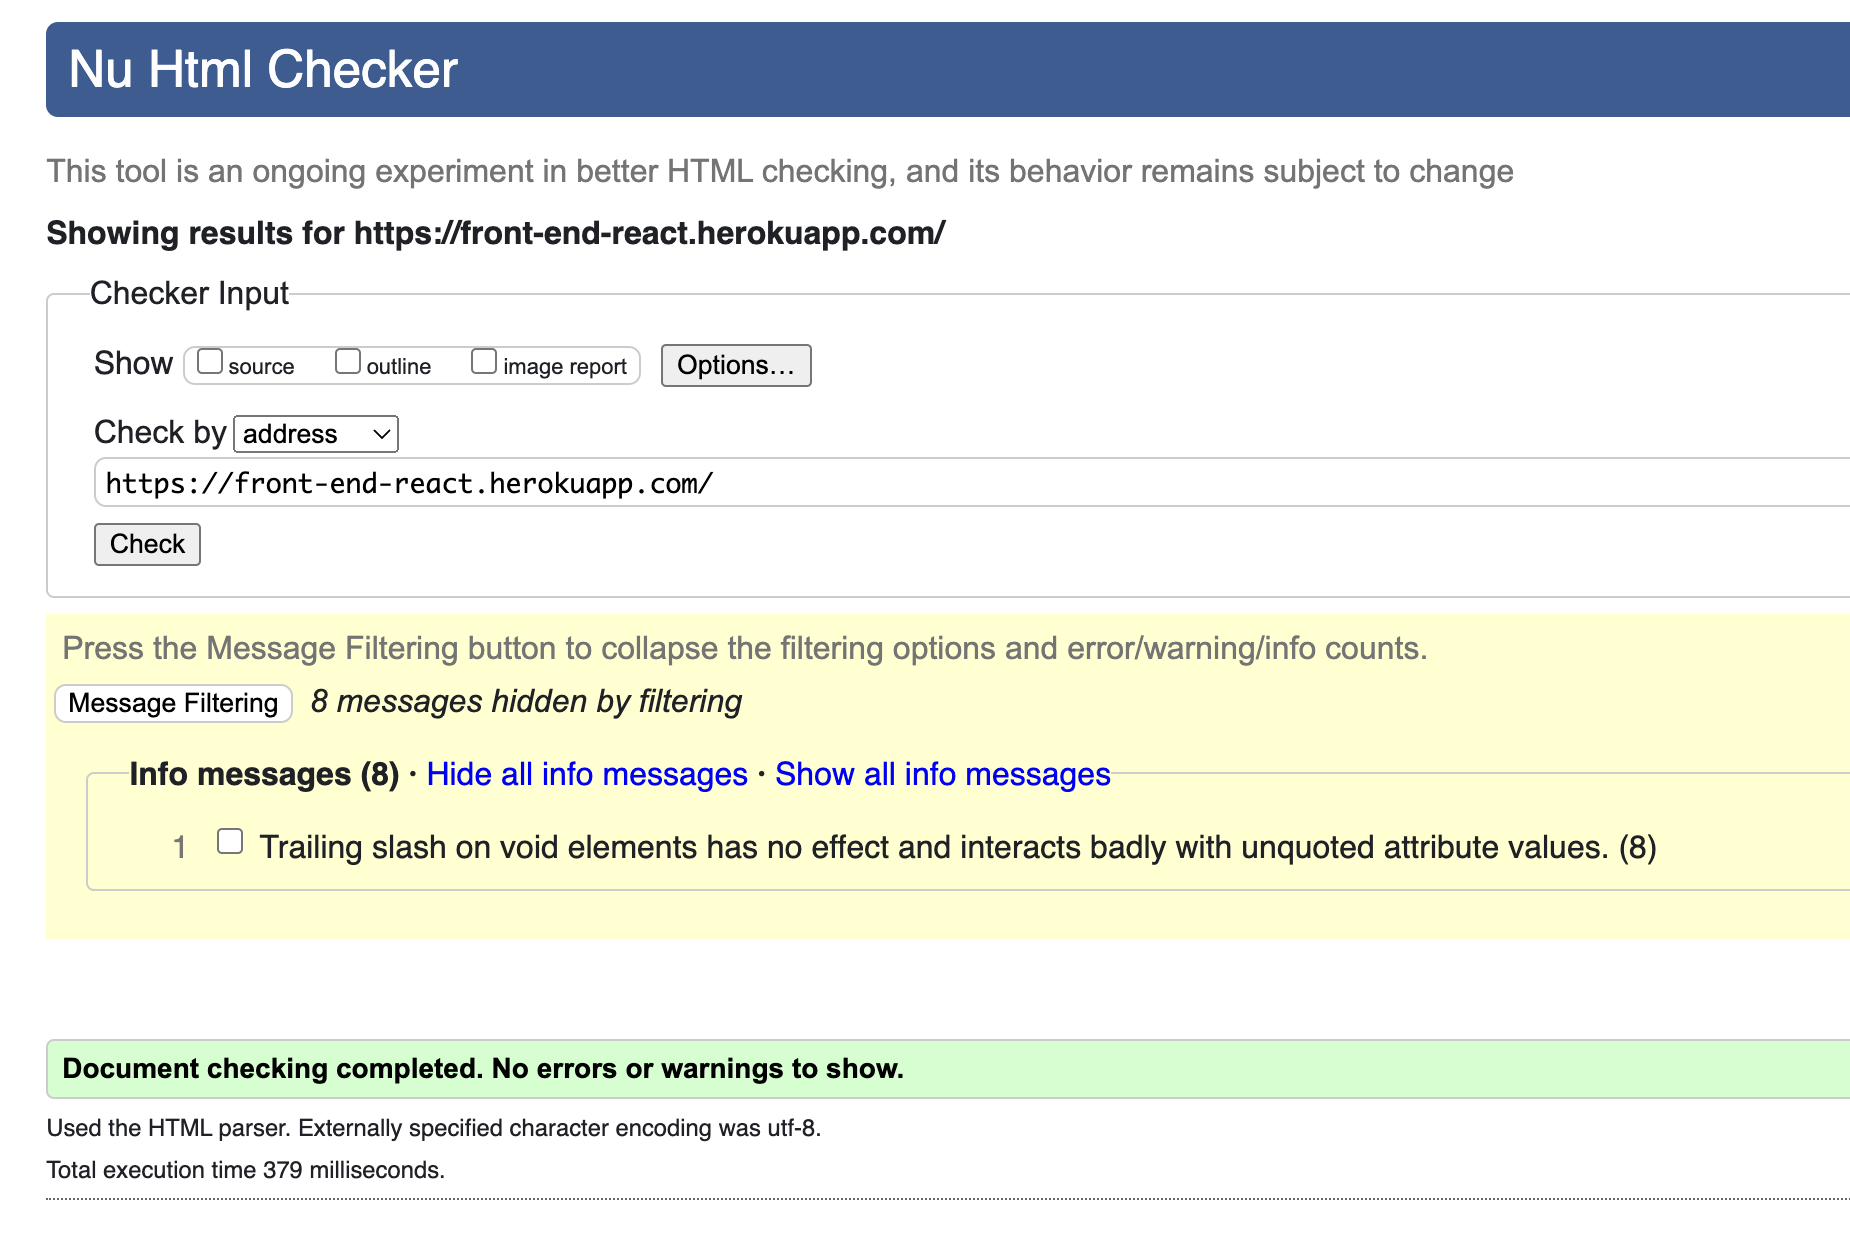 Nu Html Checker
This tool is an ongoing experiment in better HTML checking, and its behavior remains subject to change
Showing results for https://front-end-react.herokuapp.com/
Checker Input
Show source outline image report Options…
Check by address
https://front-end-react.herokuapp.com/
Check
Press the Message Filtering button to collapse the filtering options and error/warning/info counts.
Message Filtering 8 messages hidden by filtering
Info messages (8) · Hide all info messages · Show all info messages
1 Trailing slash on void elements has no effect and interacts badly with unquoted attribute values. (8)
Document checking completed. No errors or warnings to show.
Used the HTML parser. Externally specified character encoding was utf-8.
Total execution time 379 milliseconds.